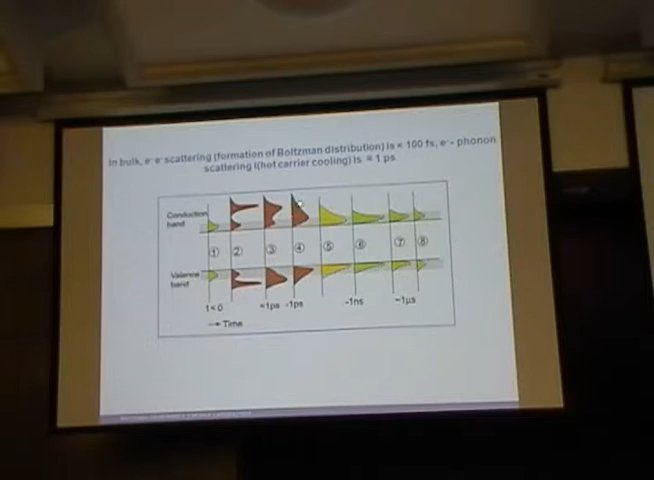 In bulk, e⁻ e⁻ scattering (formation of Boltzman distribution) is < 100 fs, e⁻ - phonon
scattering I(hot carrier cooling) is ≈ 1 ps
Conduction
band
① ② ③ ④ ⑤ ⑥ ⑦ ⑧
Valence
band
t<0 <1ps ~1ps ~1ns ~1µs
→ Time